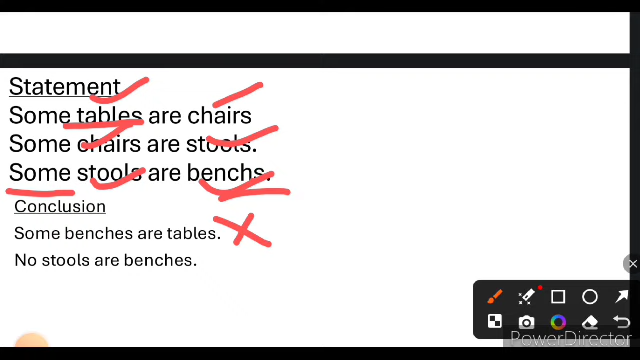 Statement
Some tables are chairs
Some chairs are stools.
Some stools are benchs.
Conclusion
Some benches are tables.
No stools are benches.
PowerDirector